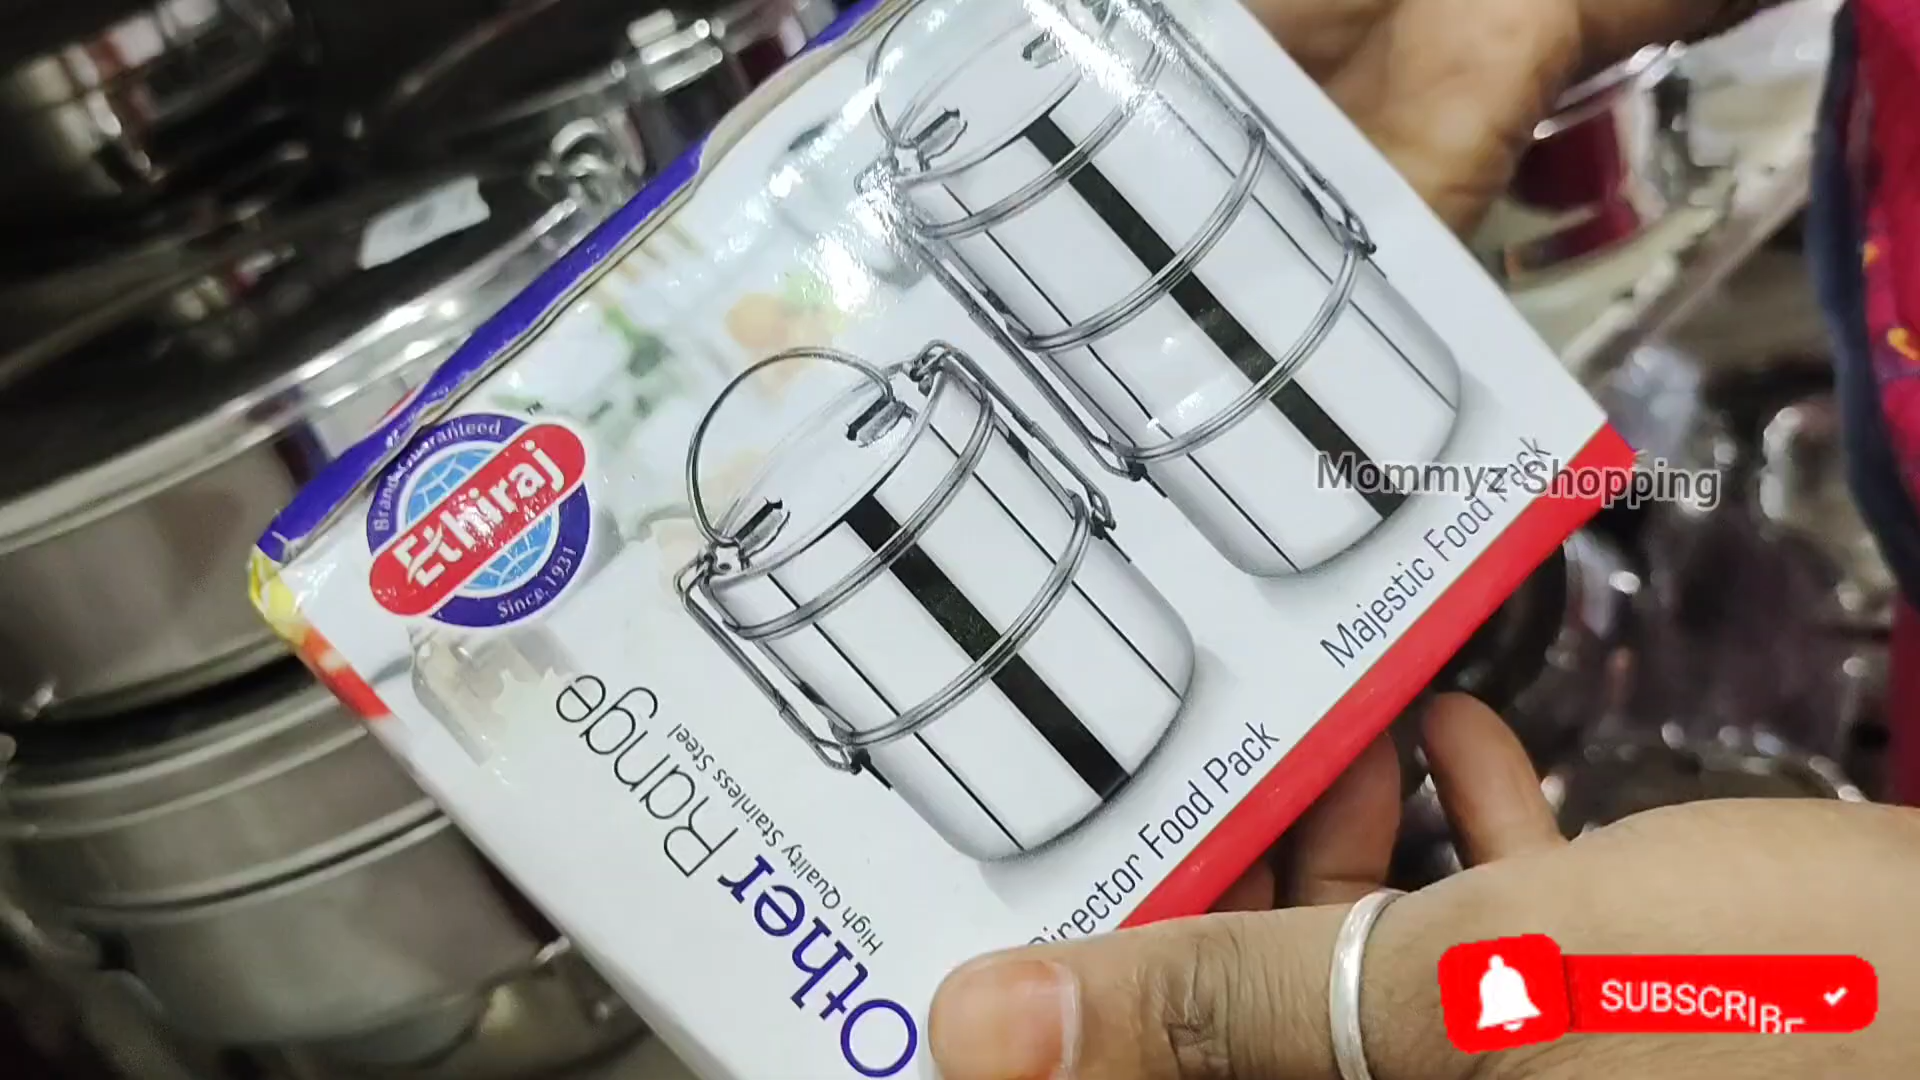 Brand Guaranteed
Ethiraj
TM
Since 1931
Other Range
High Quality Stainless Steel
Director Food Pack
Majestic Food Pack
Mommyz Shopping
SUBSCRIBE